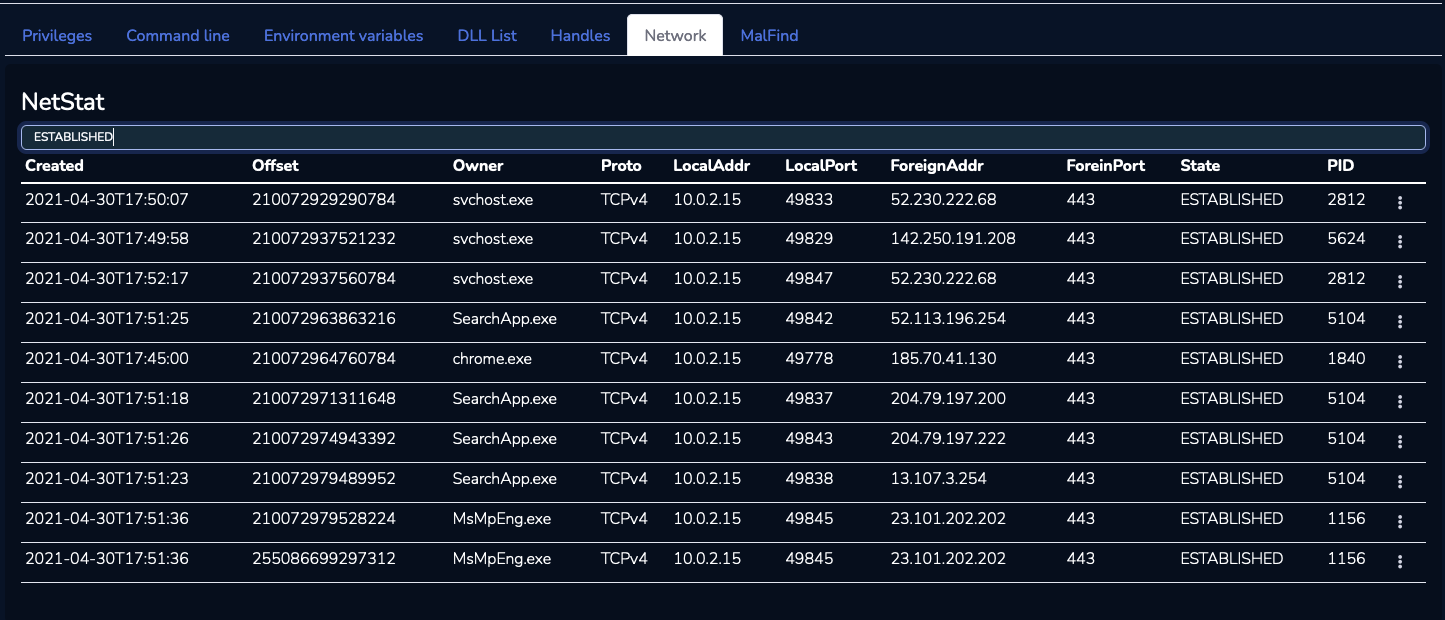 Privileges Command line Environment variables DLL List Handles Network MalFind
NetStat
ESTABLISHED
Created Offset Owner Proto LocalAddr LocalPort ForeignAddr ForeinPort State PID
2021-04-30T17:50:07 210072929290784 svchost.exe TCPv4 10.0.2.15 49833 52.230.222.68 443 ESTABLISHED 2812
2021-04-30T17:49:58 210072937521232 svchost.exe TCPv4 10.0.2.15 49829 142.250.191.208 443 ESTABLISHED 5624
2021-04-30T17:52:17 210072937560784 svchost.exe TCPv4 10.0.2.15 49847 52.230.222.68 443 ESTABLISHED 2812
2021-04-30T17:51:25 210072963863216 SearchApp.exe TCPv4 10.0.2.15 49842 52.113.196.254 443 ESTABLISHED 5104
2021-04-30T17:45:00 210072964760784 chrome.exe TCPv4 10.0.2.15 49778 185.70.41.130 443 ESTABLISHED 1840
2021-04-30T17:51:18 210072971311648 SearchApp.exe TCPv4 10.0.2.15 49837 204.79.197.200 443 ESTABLISHED 5104
2021-04-30T17:51:26 210072974943392 SearchApp.exe TCPv4 10.0.2.15 49843 204.79.197.222 443 ESTABLISHED 5104
2021-04-30T17:51:23 210072979489952 SearchApp.exe TCPv4 10.0.2.15 49838 13.107.3.254 443 ESTABLISHED 5104
2021-04-30T17:51:36 210072979528224 MsMpEng.exe TCPv4 10.0.2.15 49845 23.101.202.202 443 ESTABLISHED 1156
2021-04-30T17:51:36 255086699297312 MsMpEng.exe TCPv4 10.0.2.15 49845 23.101.202.202 443 ESTABLISHED 1156